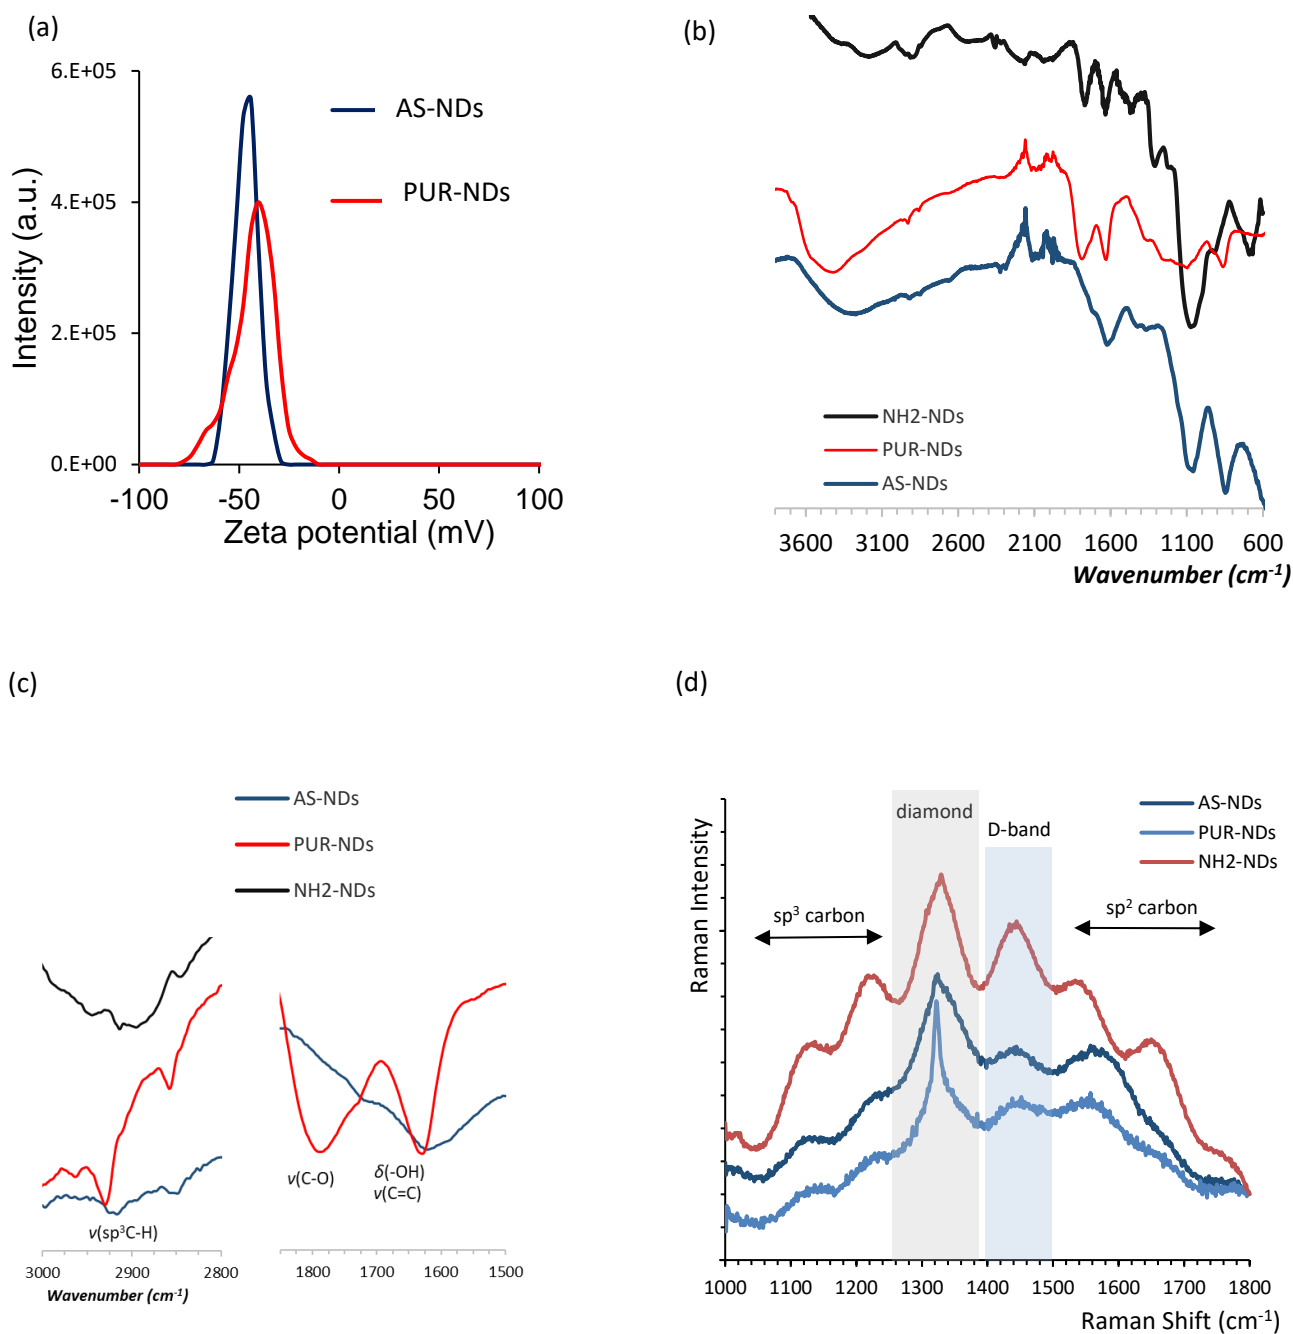 (a)
6.E+05
4.E+05
2.E+05
0.E+00
-100 -50 0 50 100
Intensity (a.u.)
Zeta potential (mV)
AS-NDs
PUR-NDs
(b)
NH2-NDs
PUR-NDs
AS-NDs
3600 3100 2600 2100 1600 1100 600
Wavenumber (cm-1)
(c)
AS-NDs
PUR-NDs
NH2-NDs
ν(sp3C-H)
ν(C-O)
δ(-OH)
ν(C=C)
3000 2900 2800
1800 1700 1600 1500
Wavenumber (cm-1)
(d)
diamond
D-band
AS-NDs
PUR-NDs
NH2-NDs
sp3 carbon
sp2 carbon
Raman Intensity
1000 1100 1200 1300 1400 1500 1600 1700 1800
Raman Shift (cm-1)